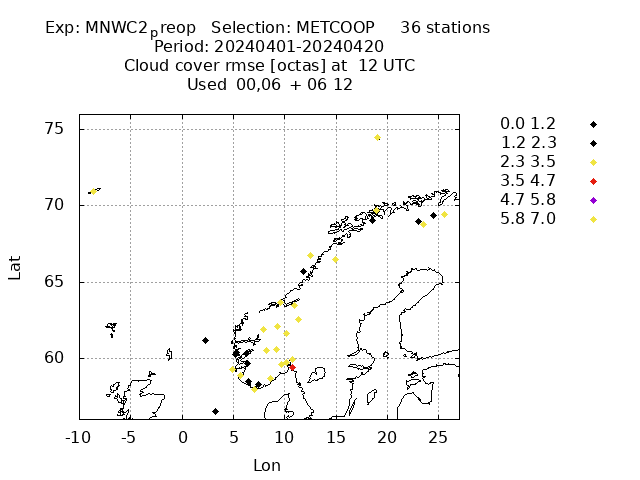 Exp: MNWC2preop   Selection: METCOOP     36 stations
Period: 20240401-20240420
Cloud cover rmse [octas] at  12 UTC
Used  00,06  + 06 12
75
70
65
60
-10 -5 0 5 10 15 20 25
Lat
Lon
0.0 1.2
1.2 2.3
2.3 3.5
3.5 4.7
4.7 5.8
5.8 7.0